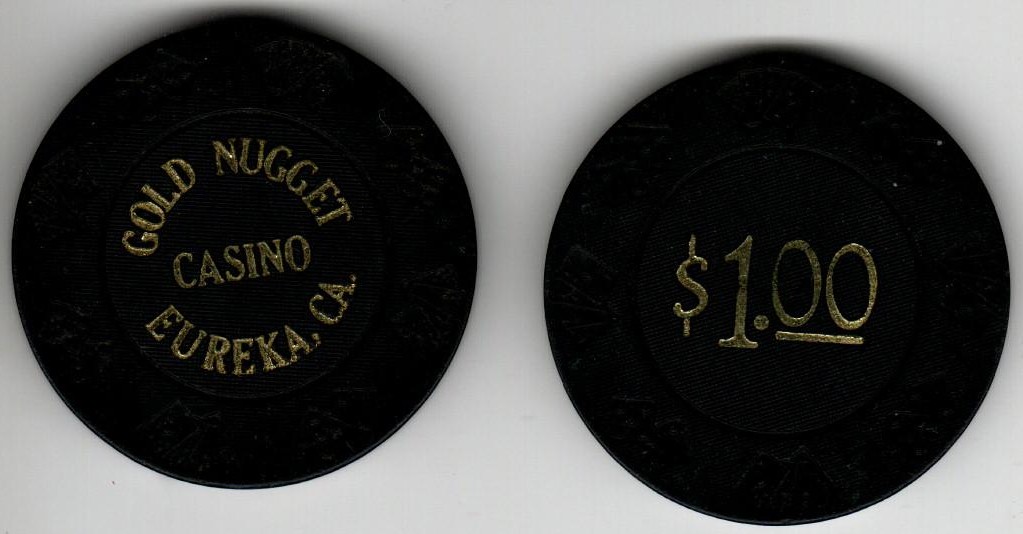 GOLD NUGGET
CASINO
EUREKA, CA.
$1.00